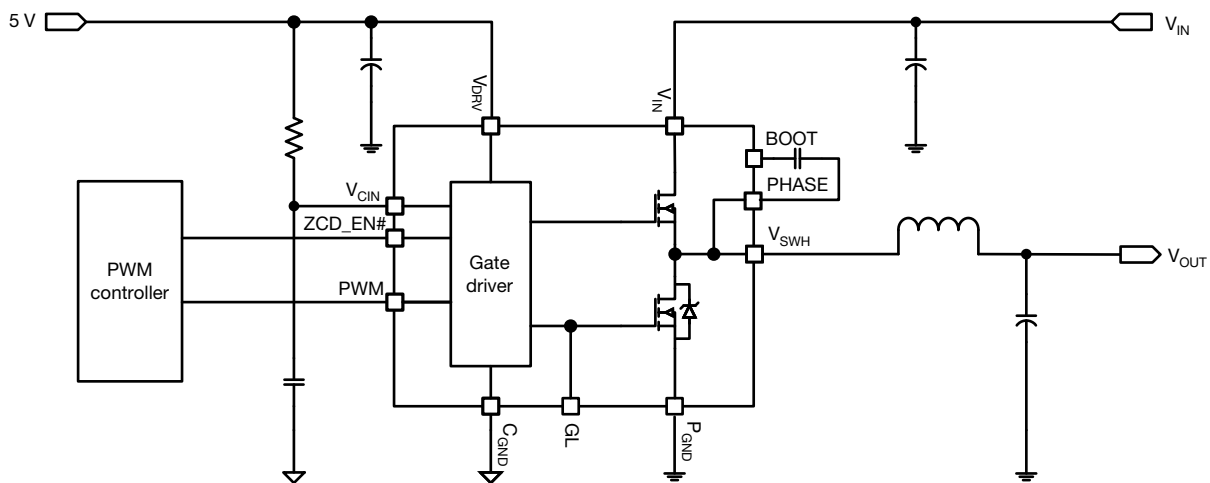 5 V
V_IN
V_DRV
V_IN
BOOT
PHASE
V_CIN
ZCD_EN#
V_SWH
PWM controller
Gate driver
V_OUT
PWM
C_GND
GL
P_GND